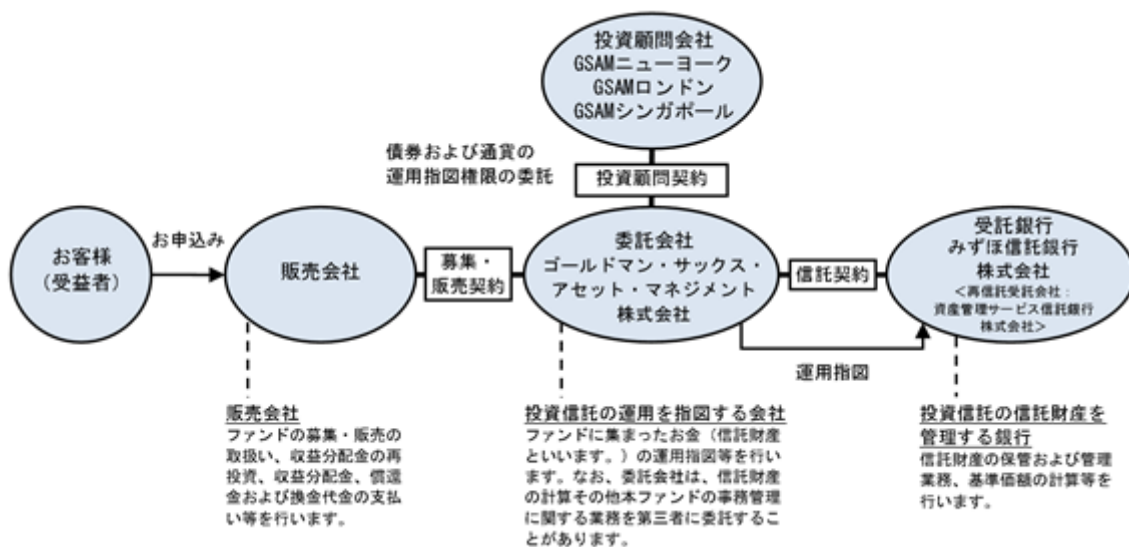 投資顧問会社
GSAMニューヨーク
GSAMロンドン
GSAMシンガポール
債券および通貨の
運用指図権限の委託
投資顧問契約
お客様
(受益者)
お申込み
販売会社
募集・
販売契約
委託会社
ゴールドマン・サックス・
アセット・マネジメント
株式会社
信託契約
受託銀行
みずほ信託銀行
株式会社
<再信託受託会社:
資産管理サービス信託銀行
株式会社>
運用指図
販売会社
ファンドの募集・販売の
取扱い、収益分配金の再
投資、収益分配金、償還
金および換金代金の支払
い等を行います。
投資信託の運用を指図する会社
ファンドに集まったお金(信託財産
といいます。)の運用指図等を行い
ます。なお、委託会社は、信託財産
の計算その他本ファンドの事務管理
に関する業務を第三者に委託するこ
とがあります。
投資信託の信託財産を
管理する銀行
信託財産の保管および管理
業務、基準価額の計算等を
行います。